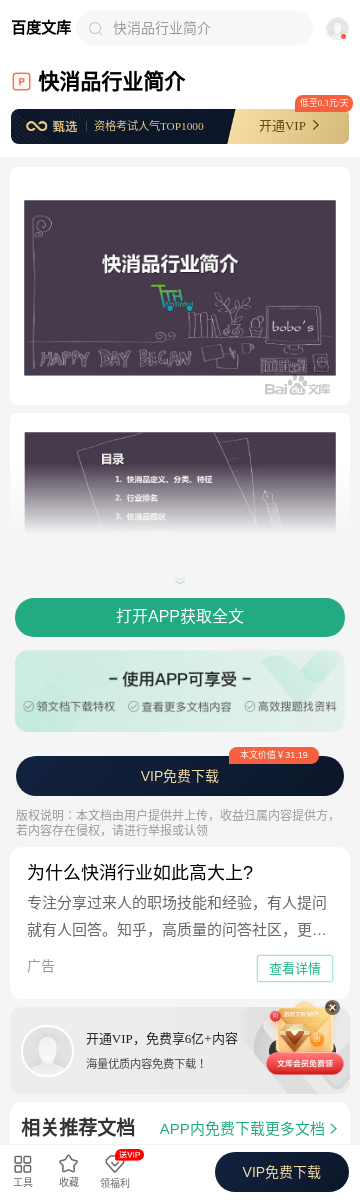 百度文库
快消品行业简介
P
快消品行业简介
低至0.3元/天
甄选
资格考试人气TOP1000
开通VIP
快消品行业简介
TTH
TianTianHui
bobo's
HAPPY DAY BEGAN
Bai du 文库
目录
1. 快消品定义、分类、特征
2. 行业排名
3. 快消品现状
打开APP获取全文
– 使用APP可享受 –
领文档下载特权
查看更多文档内容
高效搜题找资料
本文价值￥31.19
VIP免费下载
版权说明：本文档由用户提供并上传，收益归属内容提供方，
若内容存在侵权，请进行举报或认领
为什么快消行业如此高大上?
专注分享过来人的职场技能和经验，有人提问
就有人回答。知乎，高质量的问答社区，更…
广告
查看详情
开通VIP，免费享6亿+内容
海量优质内容免费下载！
文库会员免费领
相关推荐文档
APP内免费下载更多文档
工具
收藏
送VIP
领福利
VIP免费下载